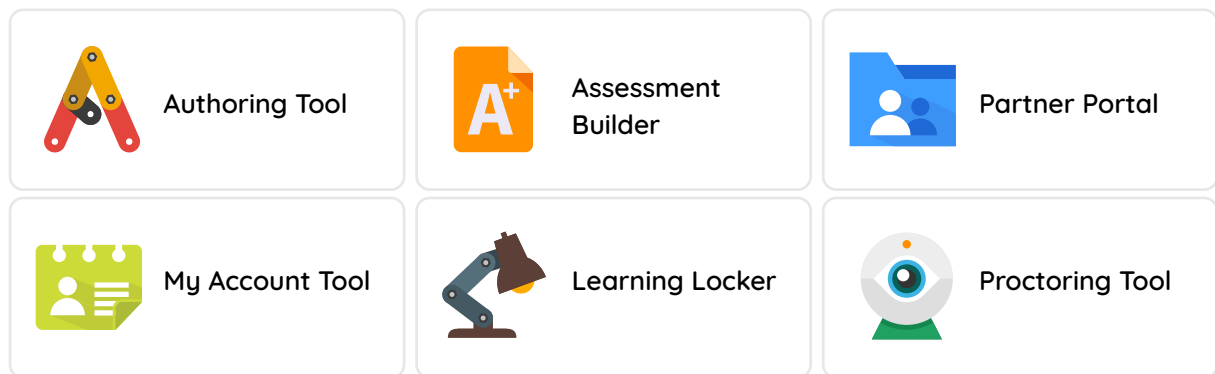 Authoring Tool
A+
Assessment
Builder
Partner Portal
My Account Tool
Learning Locker
Proctoring Tool